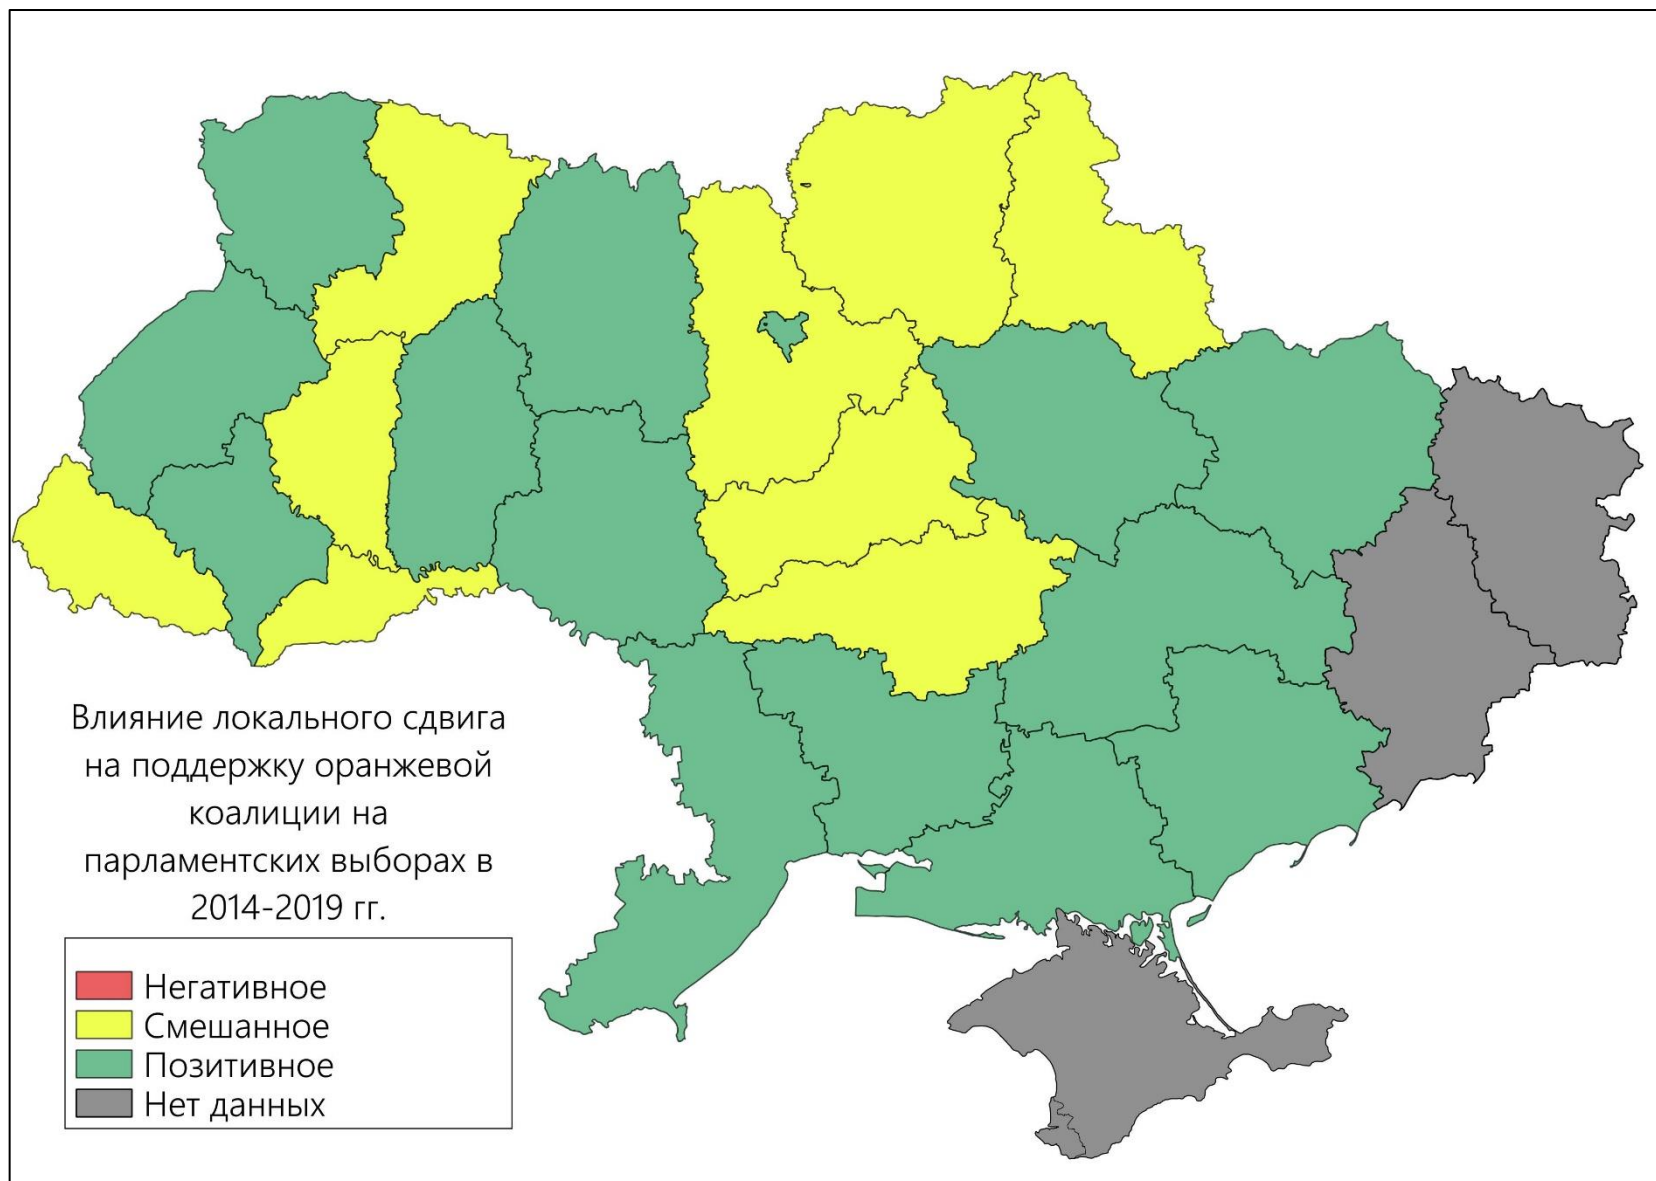 Влияние локального сдвига
на поддержку оранжевой
коалиции на
парламентских выборах в
2014-2019 гг.
Негативное
Смешанное
Позитивное
Нет данных